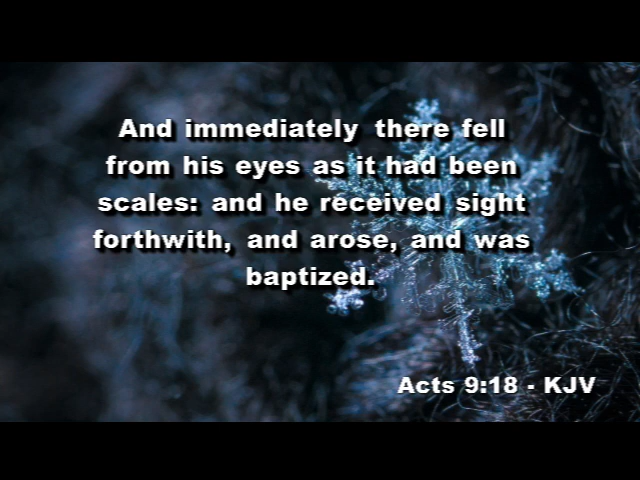 And immediately there fell
from his eyes as it had been
scales: and he received sight
forthwith, and arose, and was
baptized.
Acts 9:18 - KJV